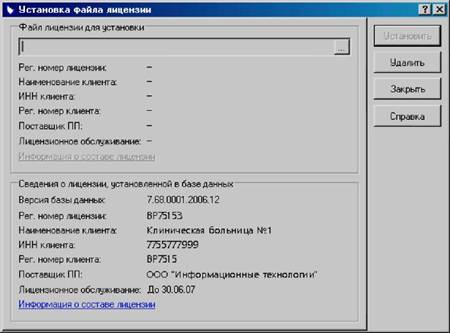 Установка файла лицензии
Файл лицензии для установки
...
Установить
Удалить
Закрыть
Справка
Рег. номер лицензии: –
Наименование клиента: –
ИНН клиента: –
Рег. номер клиента: –
Поставщик ПП: –
Лицензионное обслуживание: –
Информация о составе лицензии
Сведения о лицензии, установленной в базе данных
Версия базы данных: 7.68.0001.2006.12
Рег. номер лицензии: BP75153
Наименование клиента: Клиническая больница №1
ИНН клиента: 7755777999
Рег. номер клиента: BP7515
Поставщик ПП: ООО "Информационные технологии"
Лицензионное обслуживание: До 30.06.07
Информация о составе лицензии